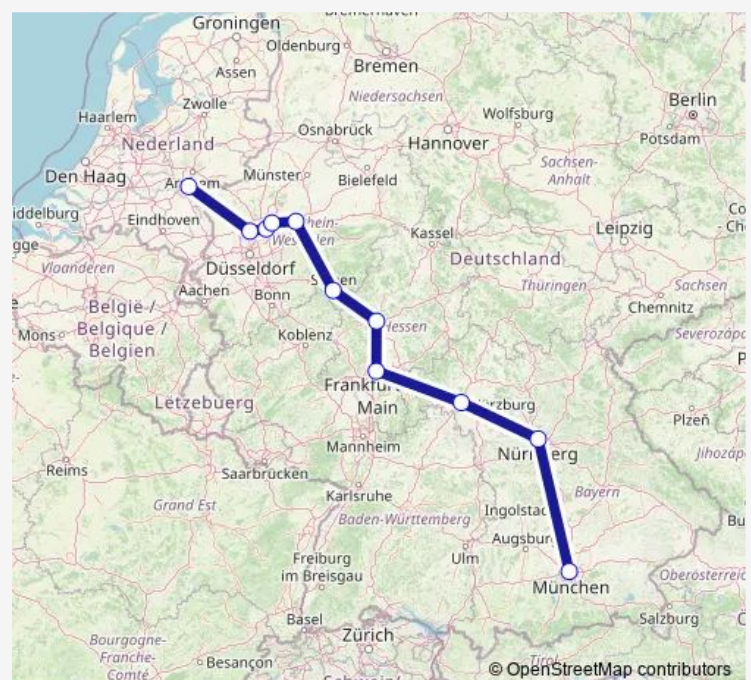 Groningen
Oldenburg
Bremen
Assen
Niedersachsen
Berlin
Zwolle
Haarlem
Wolfsburg
Potsdam
Nederland
Osnabrück
Hannover
Den Haag
Münster
Bielefeld
Sachsen-
Anhalt
Eindhoven
Kassel
Leipzig
Düsseldorf
Deutschland
Vlaanderen
Aachen
Bonn
Thüringen
Sachsen
Chemnitz
België /
Belgique /
Belgien
Mons
Koblenz
Hessen
Frankfurt
Main
Lëtzebuerg
Plzeň
Mannheim
Reims
Saarbrücken
Karlsruhe
Bayern
Grand Est
Baden-Württemberg
Augsburg
Ulm
Freiburg
im Breisgau
München
Basel
Salzburg
Zürich
Bourgogne-
Franche-
Comté
Besançon
© OpenStreetMap contributors